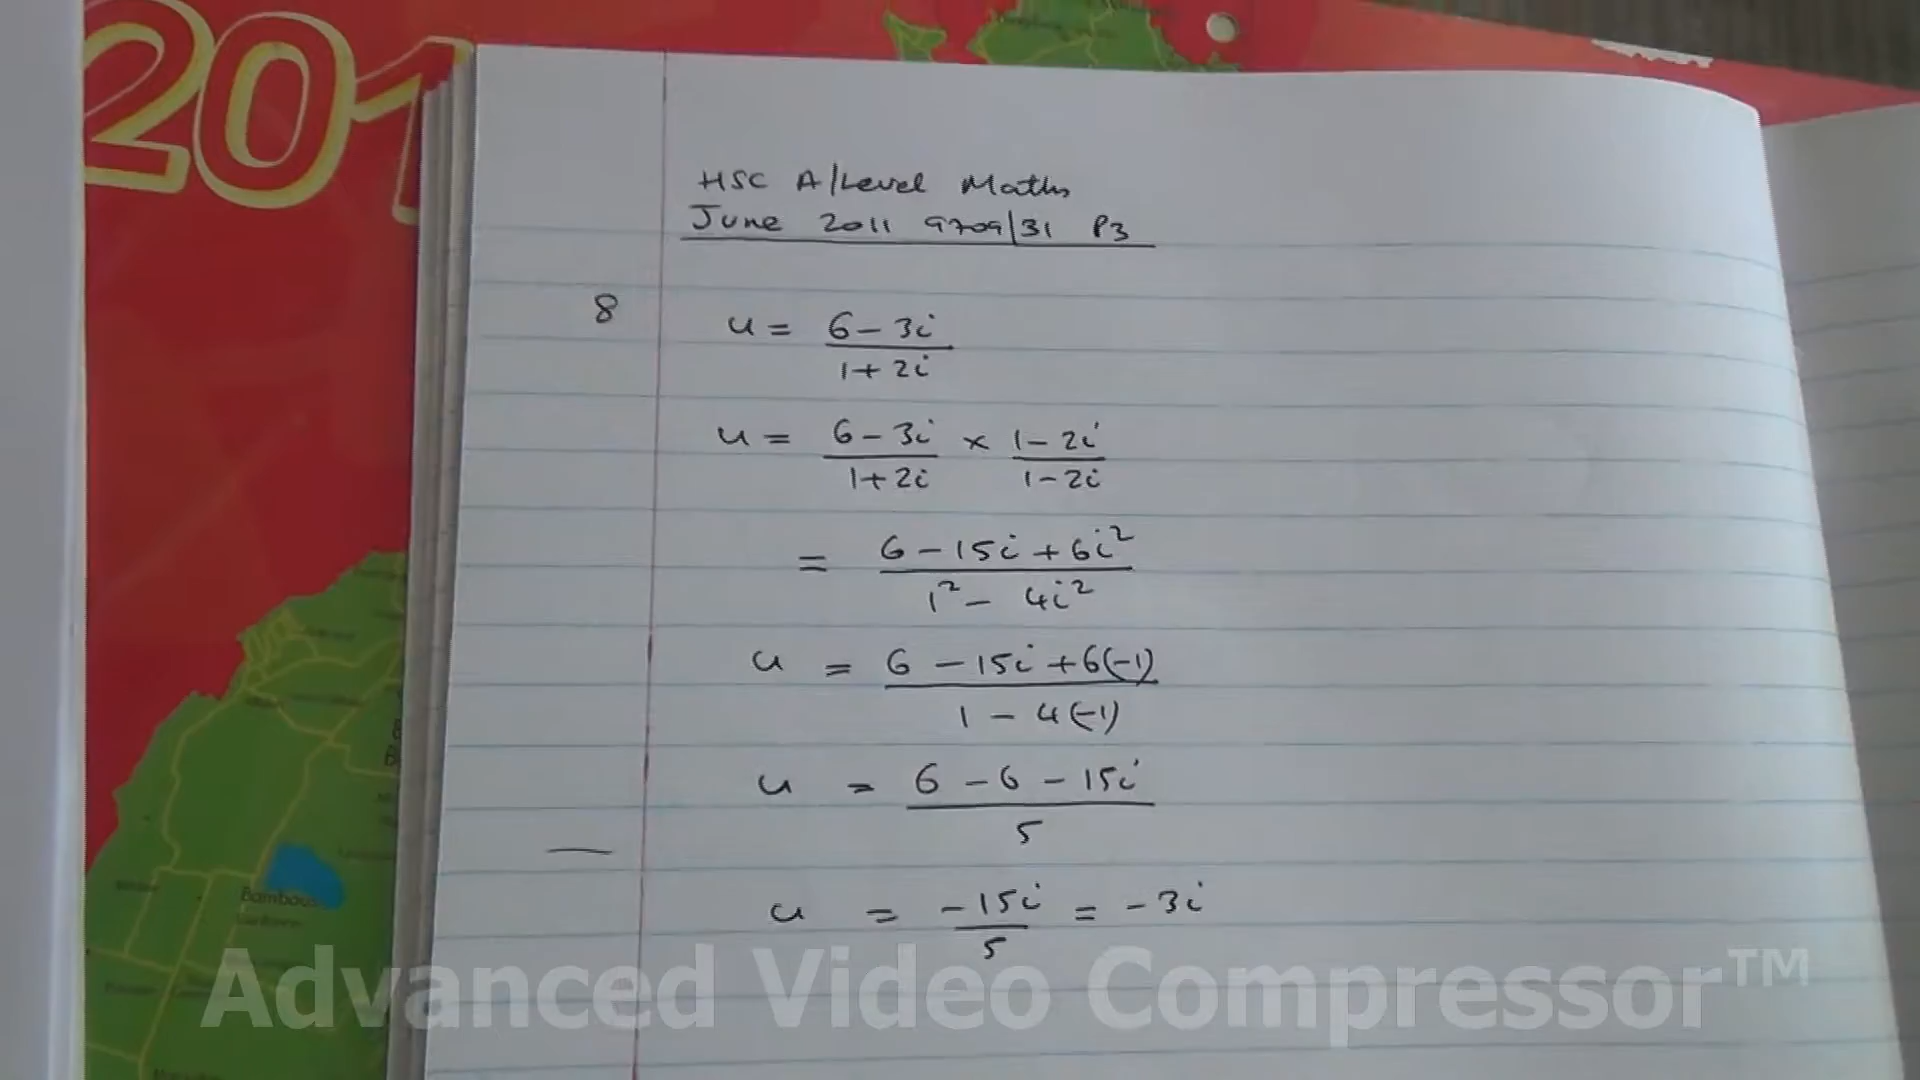 201
HSC A/Level Maths
June 2011 9709/31 P3
8
u = 6 - 3i
1 + 2i
u = 6 - 3i × 1 - 2i
1 + 2i 1 - 2i
= 6 - 15i + 6i²
1² - 4i²
u = 6 - 15i + 6(-1)
1 - 4(-1)
u = 6 - 6 - 15i
5
u = -15i = -3i
5
Bambous
Advanced Video Compressor™